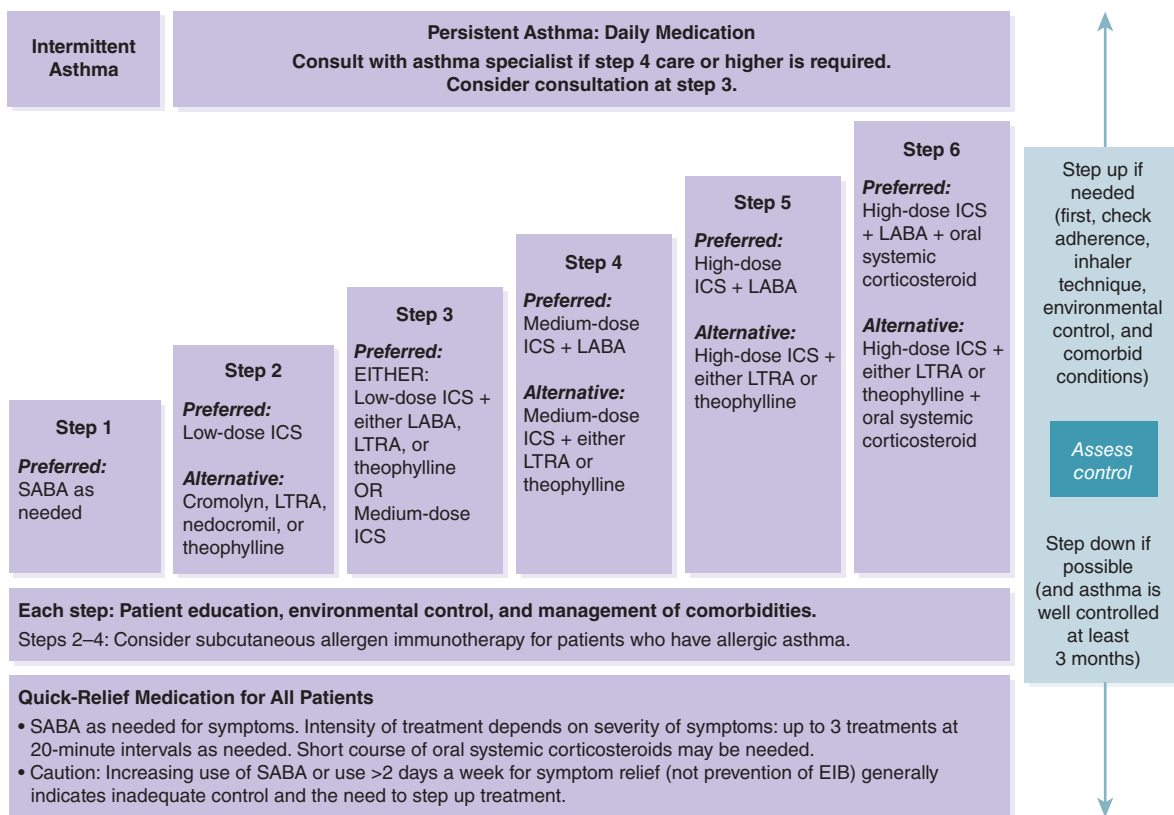 Intermittent
Asthma
Persistent Asthma: Daily Medication
Consult with asthma specialist if step 4 care or higher is required.
Consider consultation at step 3.
Step 1
Preferred:
SABA as
needed
Step 2
Preferred:
Low-dose ICS
Alternative:
Cromolyn, LTRA,
nedocromil, or
theophylline
Step 3
Preferred:
EITHER:
Low-dose ICS +
either LABA,
LTRA, or
theophylline
OR
Medium-dose
ICS
Step 4
Preferred:
Medium-dose
ICS + LABA
Alternative:
Medium-dose
ICS + either
LTRA or
theophylline
Step 5
Preferred:
High-dose
ICS + LABA
Alternative:
High-dose ICS +
either LTRA or
theophylline
Step 6
Preferred:
High-dose ICS
+ LABA + oral
systemic
corticosteroid
Alternative:
High-dose ICS +
either LTRA or
theophylline +
oral systemic
corticosteroid
Each step: Patient education, environmental control, and management of comorbidities.
Steps 2–4: Consider subcutaneous allergen immunotherapy for patients who have allergic asthma.
Quick-Relief Medication for All Patients
• SABA as needed for symptoms. Intensity of treatment depends on severity of symptoms: up to 3 treatments at
20-minute intervals as needed. Short course of oral systemic corticosteroids may be needed.
• Caution: Increasing use of SABA or use >2 days a week for symptom relief (not prevention of EIB) generally
indicates inadequate control and the need to step up treatment.
Step up if
needed
(first, check
adherence,
inhaler
technique,
environmental
control, and
comorbid
conditions)
Assess
control
Step down if
possible
(and asthma is
well controlled
at least
3 months)